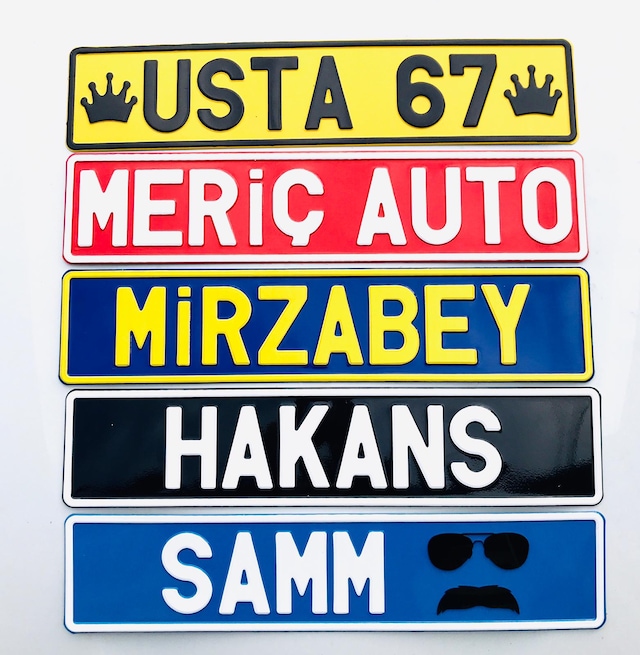 USTA 67
MERİÇ AUTO
MİRZABEY
HAKANS
SAMM